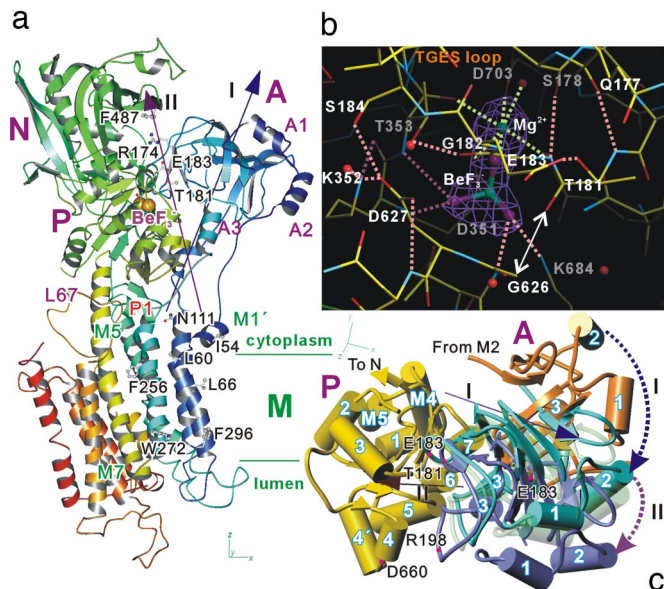 a
I
II
A
N
F487
A1
R174
E183
T181
P
BeF3-
A3
A2
L67
P1
N111
M1´
M5
cytoplasm
I54
L60
M
L66
F256
F296
W272
M7
lumen
z
y x
b
TGES loop
D703
S178
Q177
S184
T353
Mg2+
G182
E183
K352
BeF3-
T181
D627
D351
K684
G626
z
y x
A
2
From M2
To N
P
I
I
3
1
M4
2
M5
E183
3
1
7
2
T181
6
3
E183
1
II
3
1
II
5
R198
4´
4
1
2
D660
c